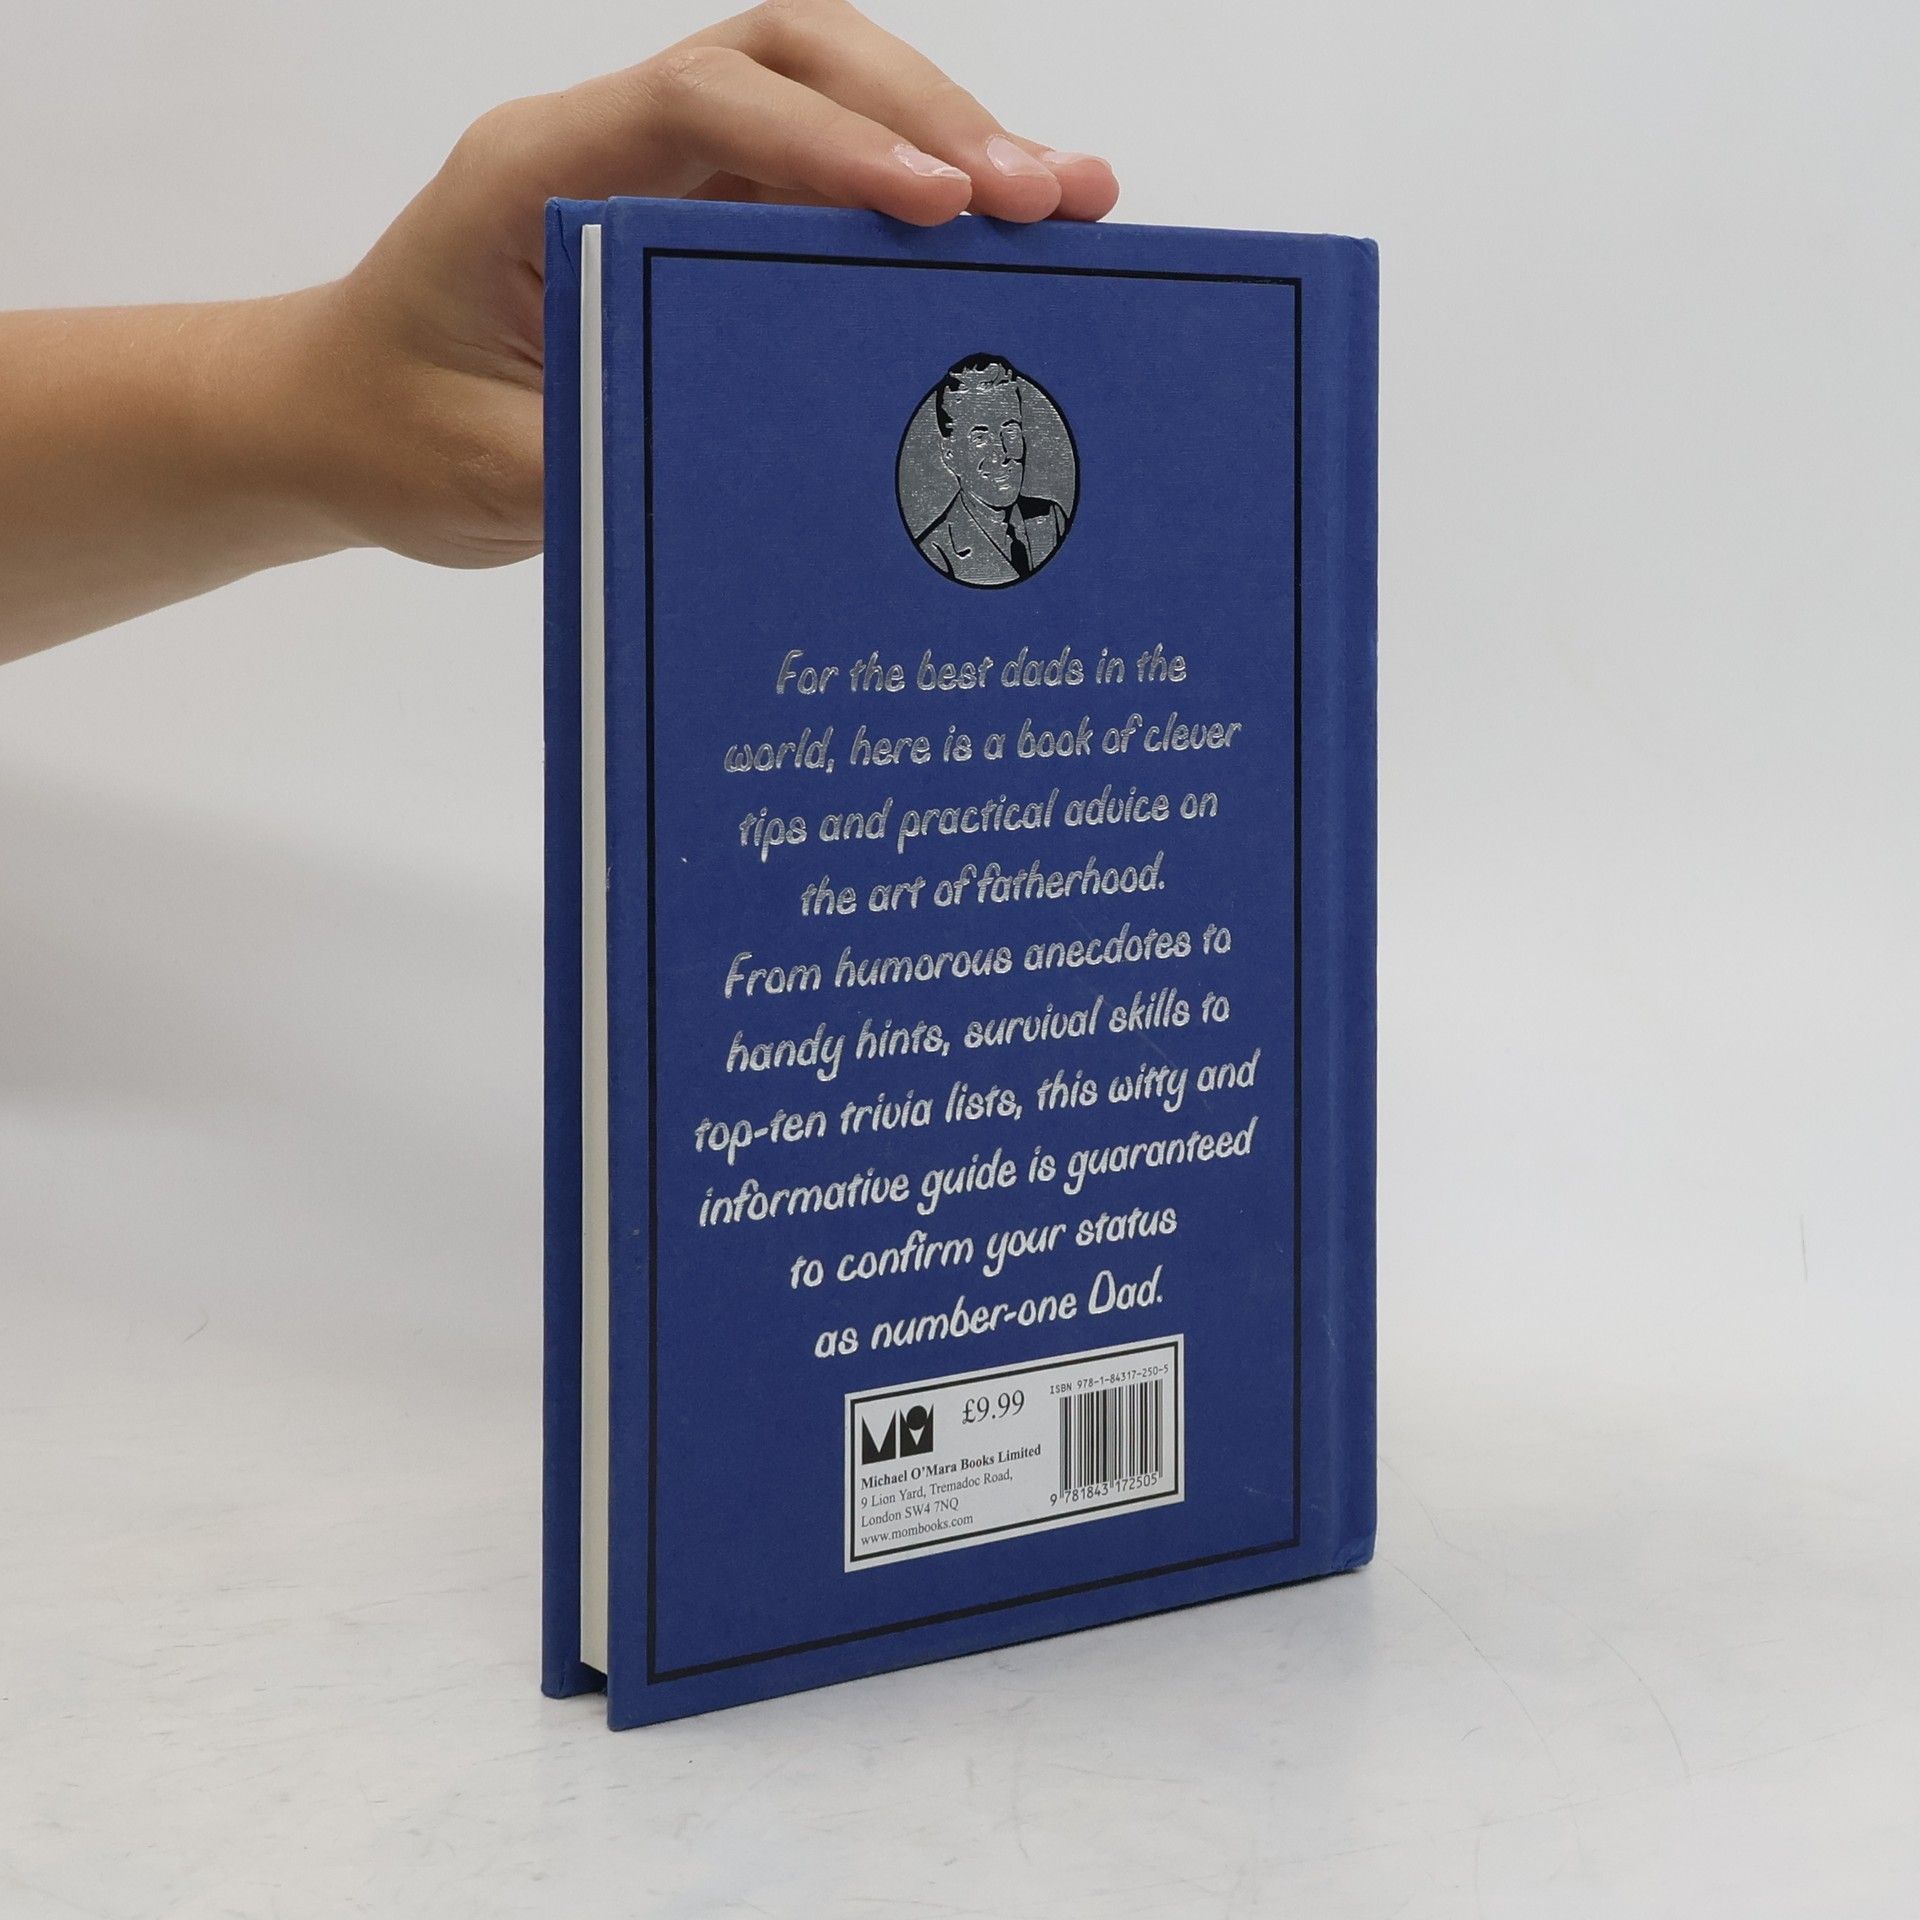 For the best dads in the
world, here is a book of clever
tips and practical advice on
the art of fatherhood.
From humorous anecdotes to
handy hints, survival skills to
top-ten trivia lists, this witty and
informative guide is guaranteed
to confirm your status
as number-one Dad.
£9.99
ISBN 978-1-84317-250-5
Michael O'Mara Books Limited
9 Lion Yard, Tremadoc Road,
London SW4 7NQ
www.mombooks.com
9 781843 172505